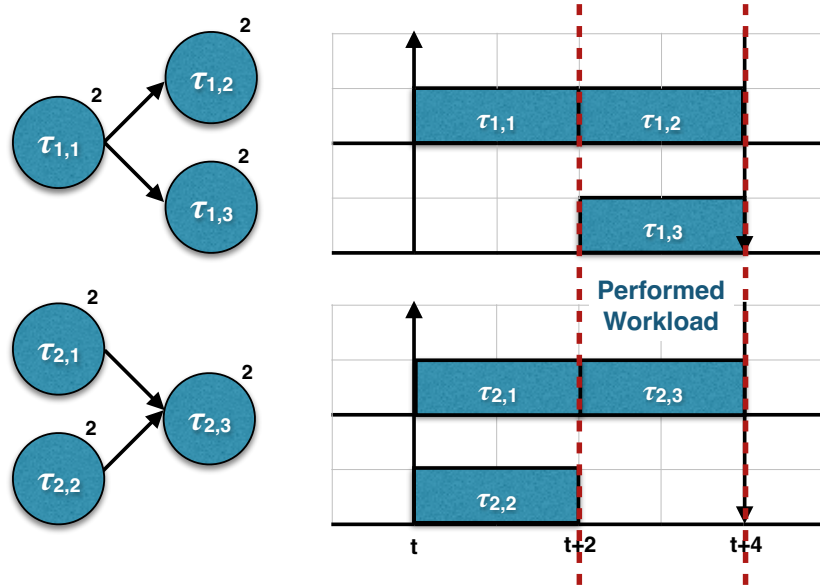 2
τ1,2
2
τ1,1
2
τ1,3
τ1,1
τ1,2
τ1,3
Performed
Workload
2
τ2,1
2
τ2,3
2
τ2,2
τ2,1
τ2,3
τ2,2
t
t+2
t+4